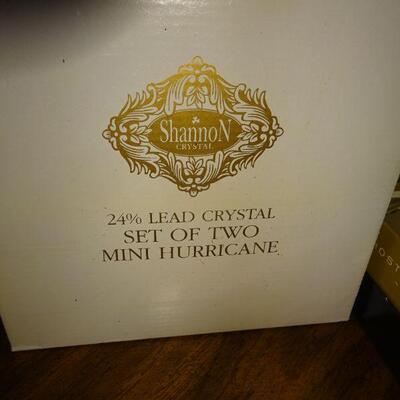 ShannoN
CRYSTAL
24% LEAD CRYSTAL
SET OF TWO
MINI HURRICANE